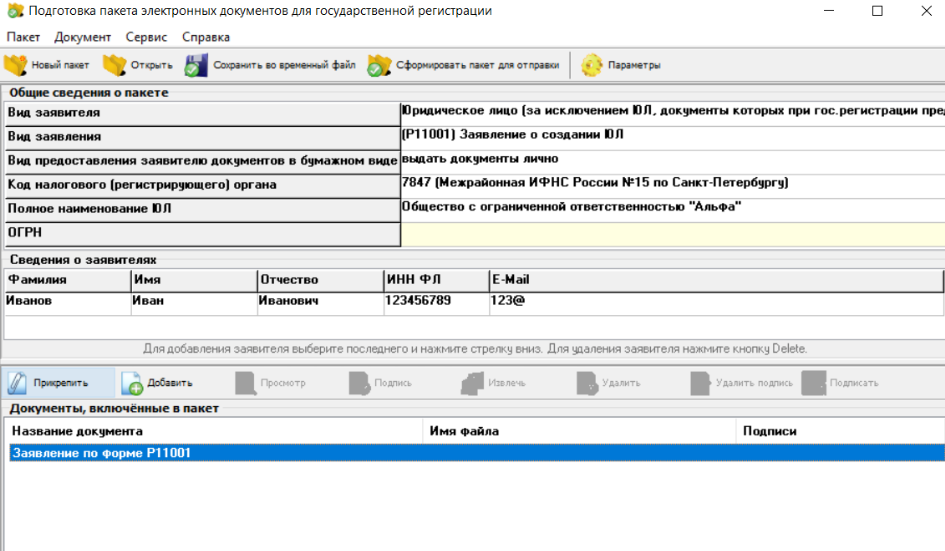 Подготовка пакета электронных документов для государственной регистрации
Пакет Документ Сервис Справка
Новый пакет Открыть Сохранить во временный файл Сформировать пакет для отправки Параметры
Общие сведения о пакете
Вид заявителя Юридическое лицо (за исключением ЮЛ, документы которых при гос.регистрации пред
Вид заявления (Р11001) Заявление о создании ЮЛ
Вид предоставления заявителю документов в бумажном виде выдать документы лично
Код налогового (регистрирующего) органа 7847 (Межрайонная ИФНС России №15 по Санкт-Петербургу)
Полное наименование ЮЛ Общество с ограниченной ответственностью "Альфа"
ОГРН
Сведения о заявителях
Фамилия Имя Отчество ИНН ФЛ E-Mail
Иванов Иван Иванович 123456789 123@
Для добавления заявителя выберите последнего и нажмите стрелку вниз. Для удаления заявителя нажмите кнопку Delete.
Прикрепить Добавить Просмотр Подпись Извлечь Удалить Удалить подпись Подписать
Документы, включённые в пакет
Название документа Имя файла Подписи
Заявление по форме Р11001